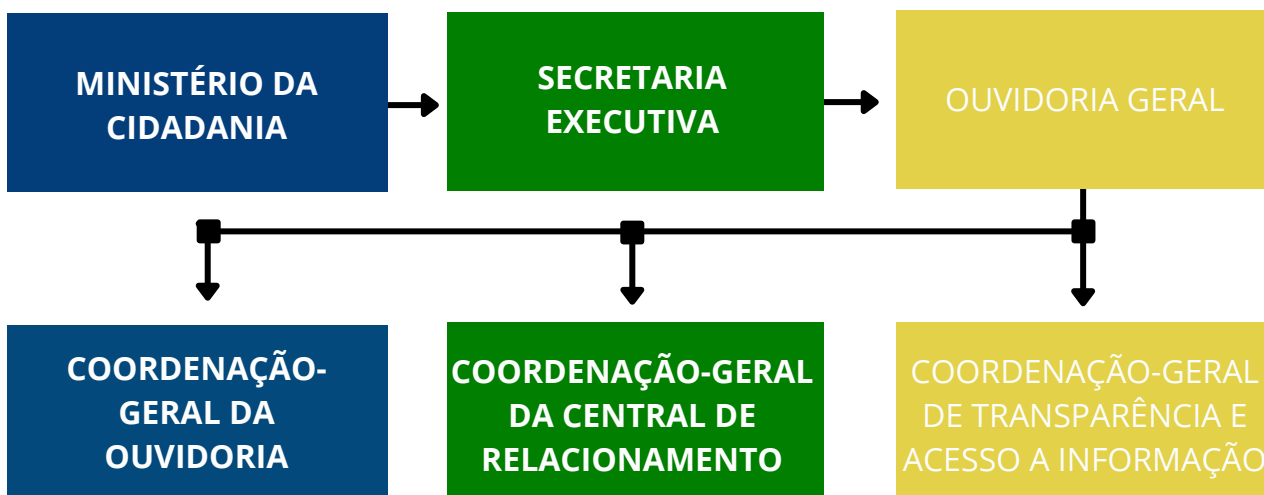 MINISTÉRIO DA
CIDADANIA
SECRETARIA
EXECUTIVA
OUVIDORIA GERAL
COORDENAÇÃO-
GERAL DA
OUVIDORIA
COORDENAÇÃO-GERAL
DA CENTRAL DE
RELACIONAMENTO
COORDENAÇÃO-GERAL
DE TRANSPARÊNCIA E
ACESSO A INFORMAÇÃO